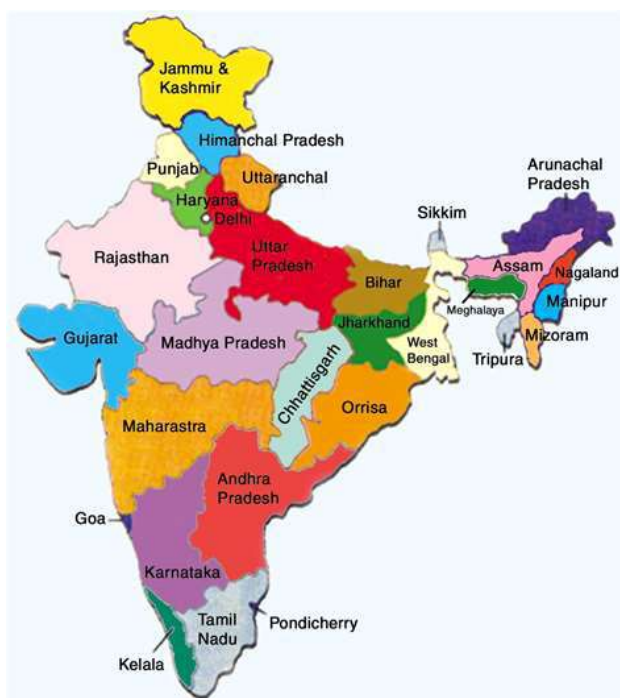 Jammu &
Kashmir
Himanchal Pradesh
Punjab
Uttaranchal
Haryana
Delhi
Arunachal
Pradesh
Sikkim
Rajasthan
Uttar
Pradesh
Assam
Nagaland
Bihar
Meghalaya
Manipur
Gujarat
Madhya Pradesh
Jharkhand
West
Bengal
Tripura
Mizoram
Chhattisgarh
Maharastra
Orrisa
Andhra
Pradesh
Goa
Karnataka
Tamil
Nadu
Pondicherry
Kelala